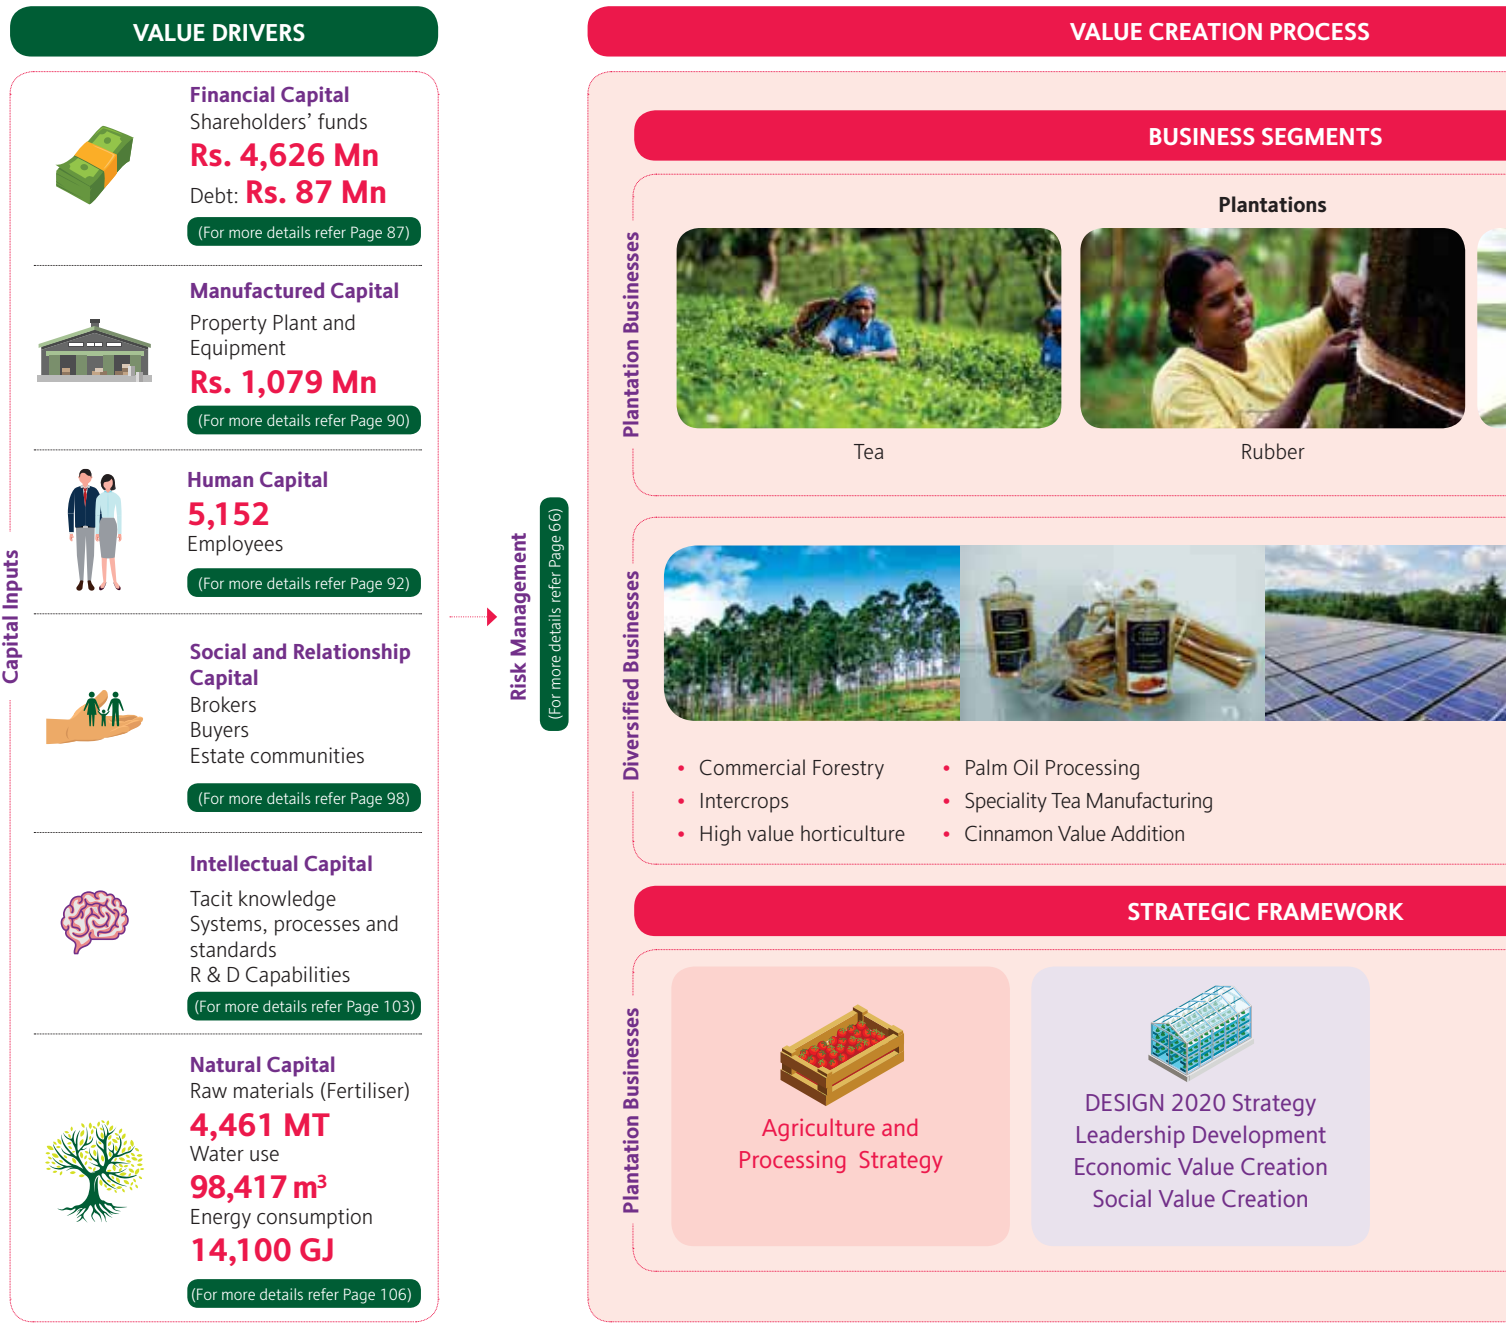 VALUE DRIVERS
Capital Inputs
Financial Capital
Shareholders’ funds
Rs. 4,626 Mn
Debt: Rs. 87 Mn
(For more details refer Page 87)
Manufactured Capital
Property Plant and
Equipment
Rs. 1,079 Mn
(For more details refer Page 90)
Human Capital
5,152
Employees
(For more details refer Page 92)
Social and Relationship
Capital
Brokers
Buyers
Estate communities
(For more details refer Page 98)
Intellectual Capital
Tacit knowledge
Systems, processes and
standards
R & D Capabilities
(For more details refer Page 103)
Natural Capital
Raw materials (Fertiliser)
4,461 MT
Water use
98,417 m³
Energy consumption
14,100 GJ
(For more details refer Page 106)
Risk Management
(For more details refer Page 66)
VALUE CREATION PROCESS
BUSINESS SEGMENTS
Plantation Businesses
Plantations
Tea
Rubber
Diversified Businesses
• Commercial Forestry
• Intercrops
• High value horticulture
• Palm Oil Processing
• Speciality Tea Manufacturing
• Cinnamon Value Addition
STRATEGIC FRAMEWORK
Plantation Businesses
Agriculture and
Processing Strategy
DESIGN 2020 Strategy
Leadership Development
Economic Value Creation
Social Value Creation